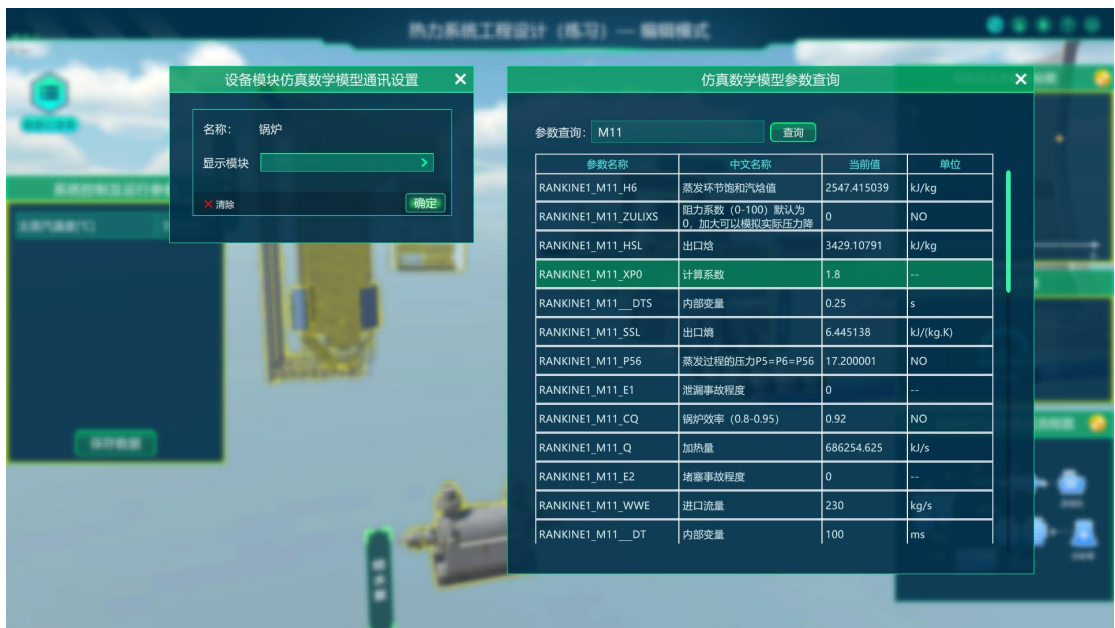 热力系统工程设计（练习）— 编辑模式
设备模块仿真数学模型通讯设置
名称： 锅炉
显示模块
清除 确定
仿真数学模型参数查询
参数查询： M11 查询
参数名称 中文名称 当前值 单位
RANKINE1_M11_H6 蒸发环节饱和汽焓值 2547.415039 kJ/kg
RANKINE1_M11_ZULIXS 阻力系数（0-100）默认为 0 NO
0，加大可以模拟实际压力降
RANKINE1_M11_HSL 出口焓 3429.10791 kJ/kg
RANKINE1_M11_XP0 计算系数 1.8 --
RANKINE1_M11__DTS 内部变量 0.25 s
RANKINE1_M11_SSL 出口熵 6.445138 kJ/(kg.K)
RANKINE1_M11_P56 蒸发过程的压力P5=P6=P56 17.200001 NO
RANKINE1_M11_E1 泄漏事故程度 0 --
RANKINE1_M11_CQ 锅炉效率（0.8-0.95） 0.92 NO
RANKINE1_M11_Q 加热量 686254.625 kJ/s
RANKINE1_M11_E2 堵塞事故程度 0 --
RANKINE1_M11_WWE 进口流量 230 kg/s
RANKINE1_M11__DT 内部变量 100 ms
保存数据